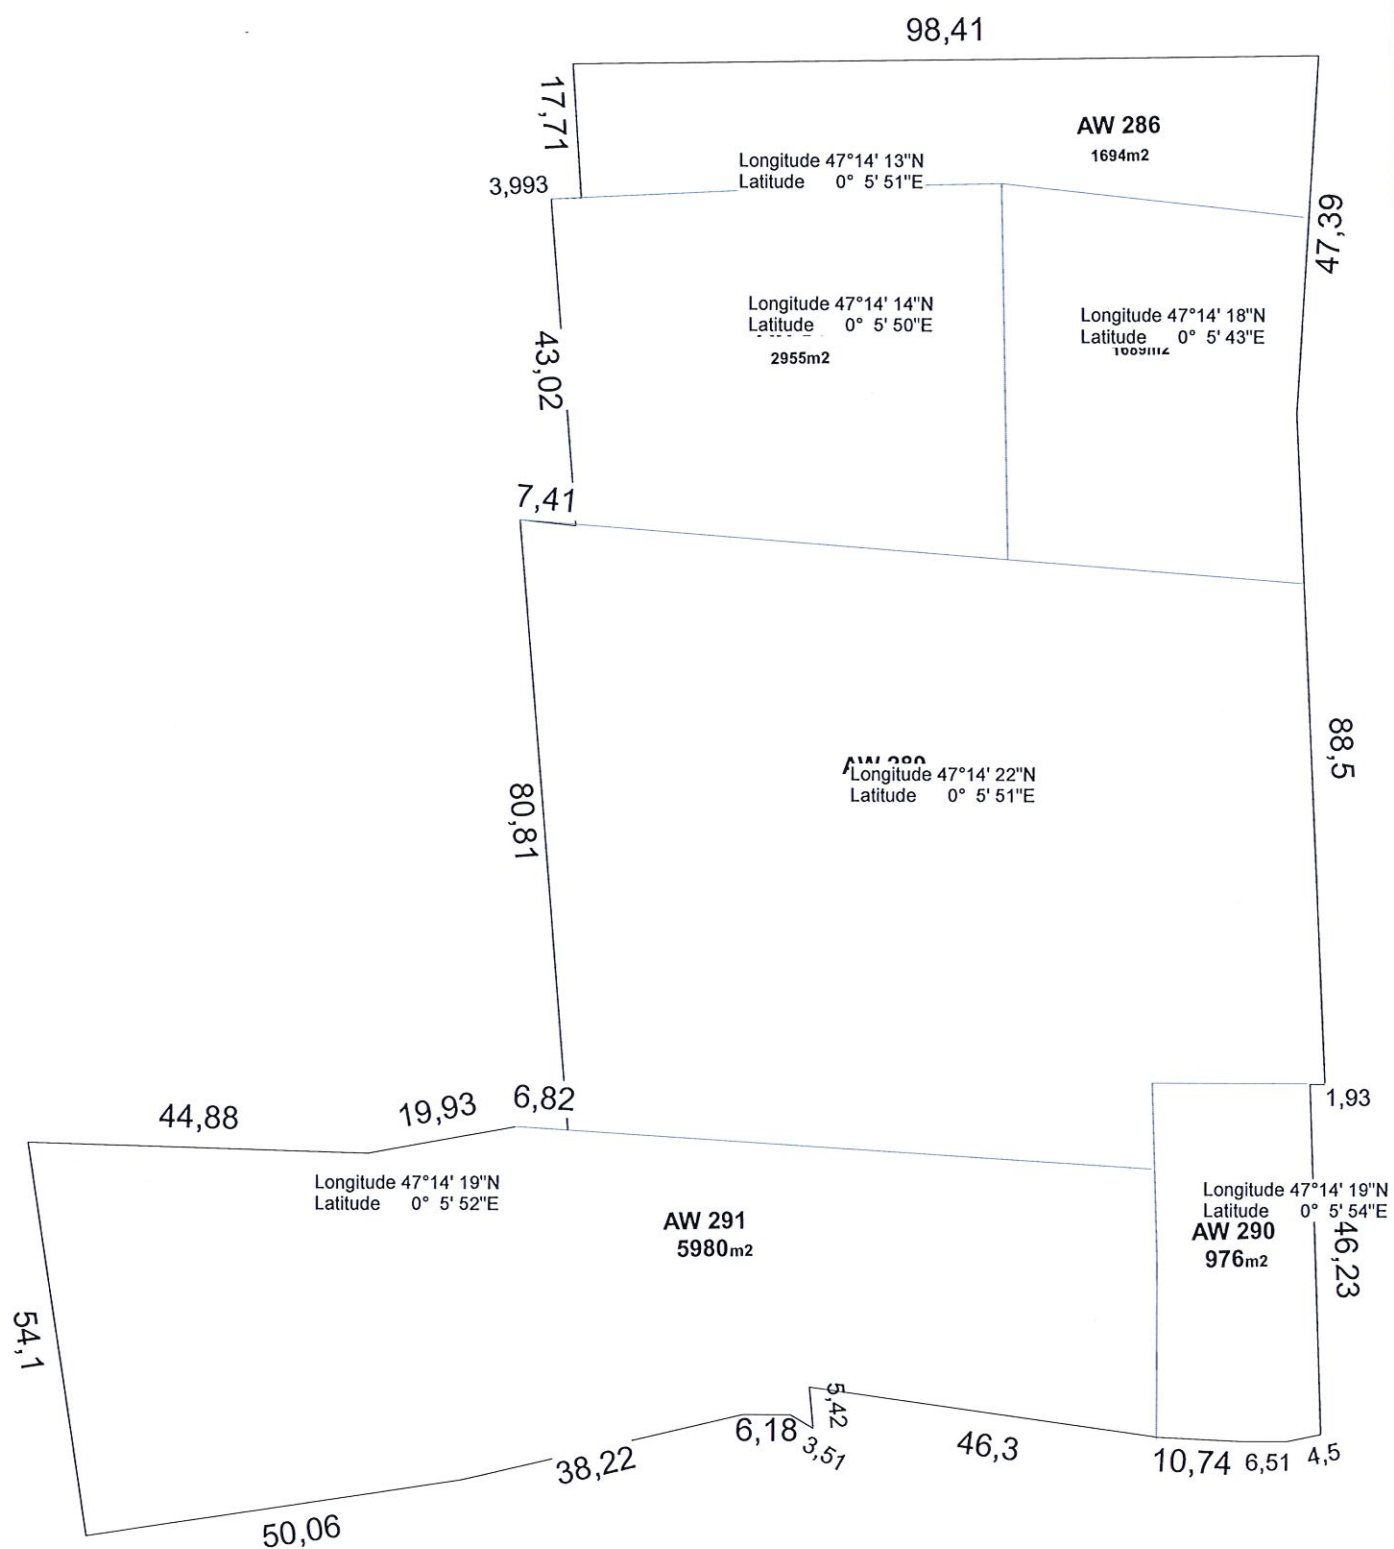 98,41
17,71
AW 286
1694m2
Longitude 47°14' 13"N
Latitude 0° 5' 51"E
3,993
47,39
Longitude 47°14' 14"N
Latitude 0° 5' 50"E
2955m2
Longitude 47°14' 18"N
Latitude 0° 5' 43"E
43,02
7,41
88,5
Longitude 47°14' 22"N
Latitude 0° 5' 51"E
80,81
44,88
19,93
6,82
1,93
Longitude 47°14' 19"N
Latitude 0° 5' 52"E
Longitude 47°14' 19"N
Latitude 0° 5' 54"E
AW 291
5980m2
AW 290
976m2
46,23
54,1
5,42
6,18
3,51
46,3
38,22
10,74
6,51
4,5
50,06